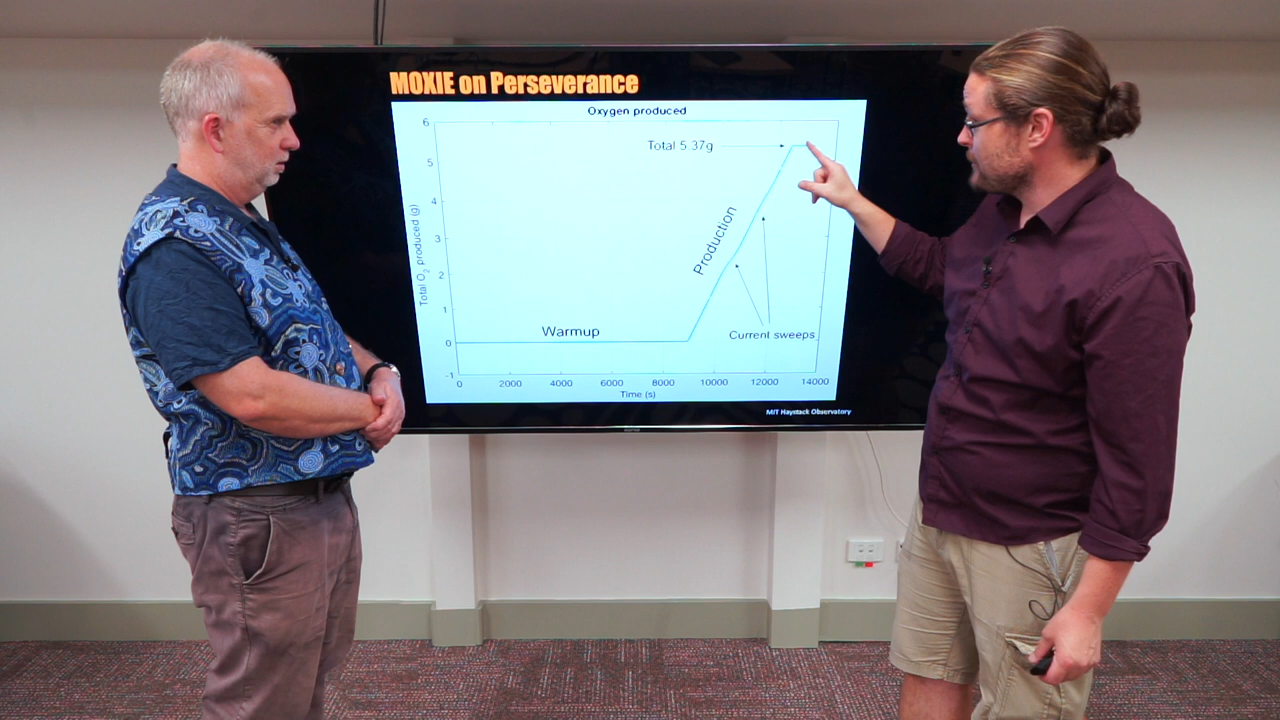 MOXIE on Perseverance
Oxygen produced
6
Total 5.37g
5
4
3
2
1
0
-1
Total O₂ produced (g)
Production
Warmup
Current sweeps
0 2000 4000 6000 8000 10000 12000 14000
Time (s)
MIT Haystack Observatory